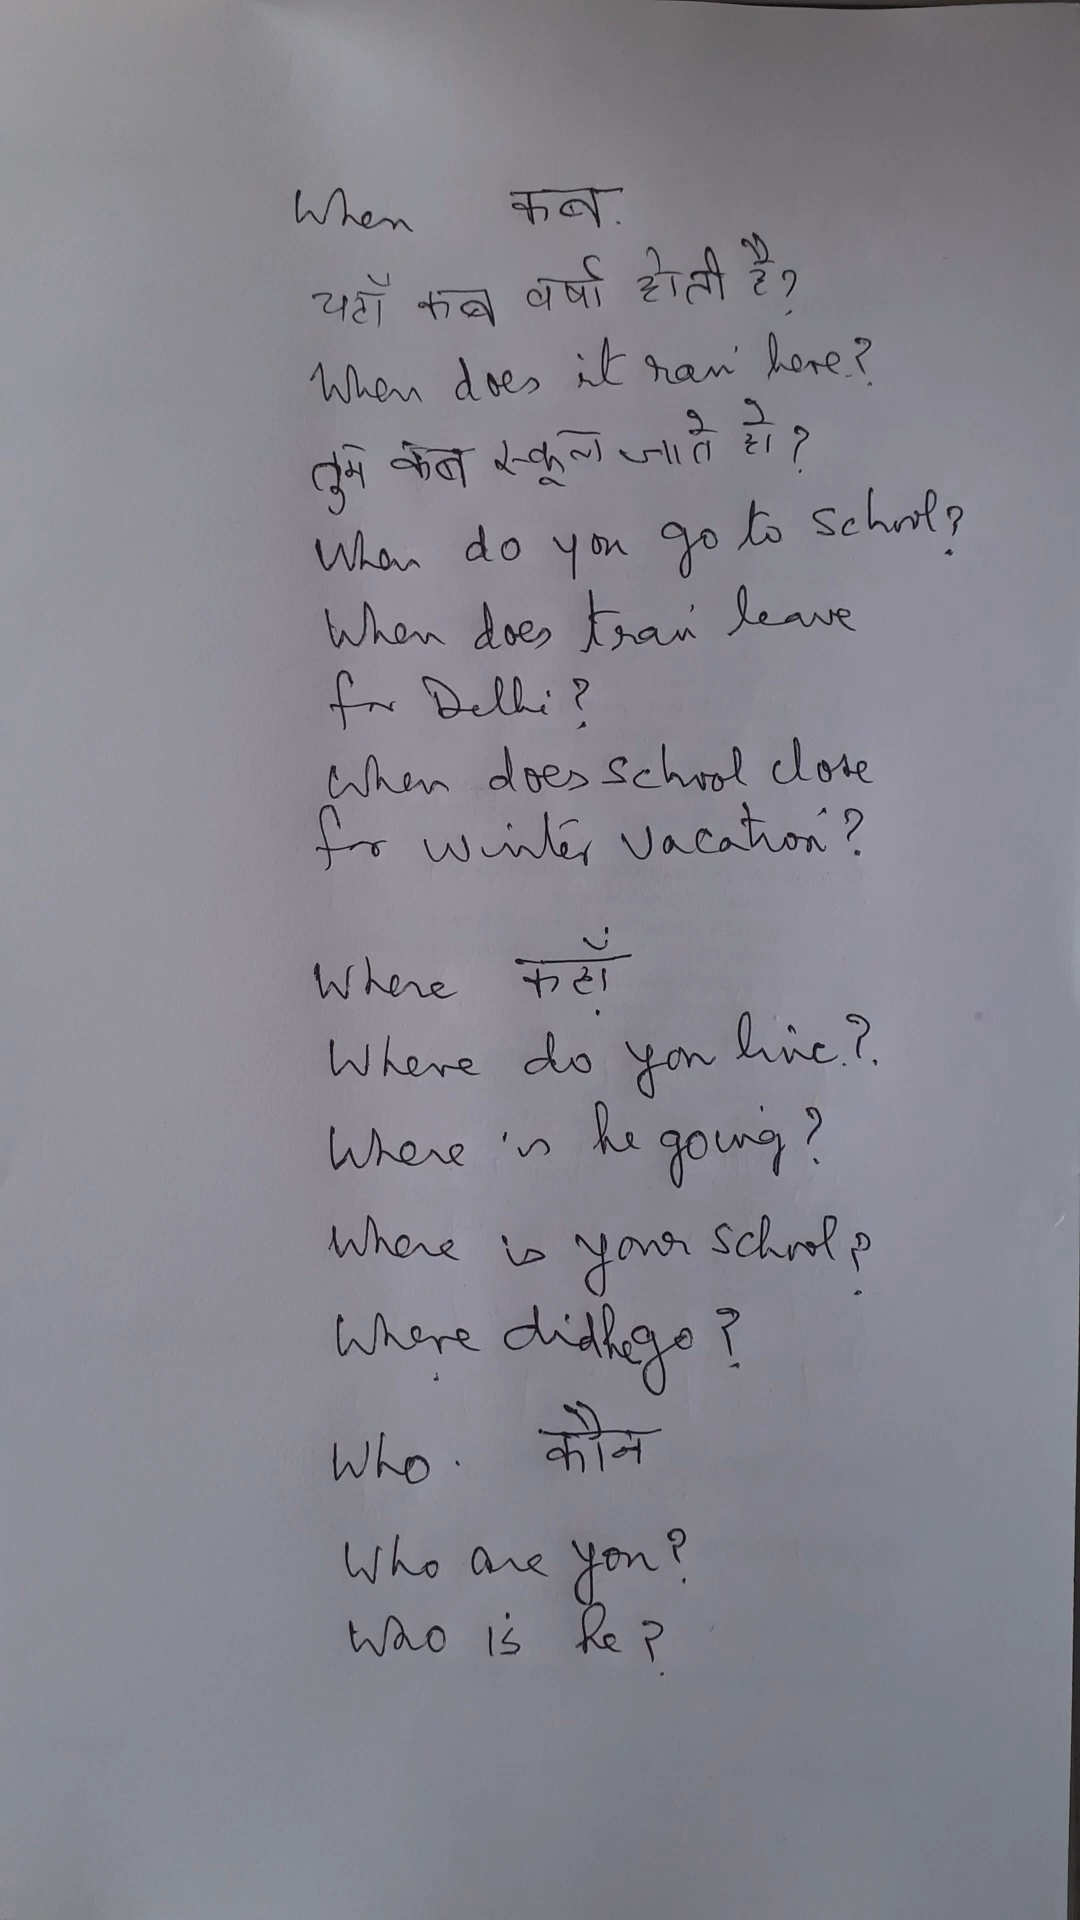 When कब.
यहाँ कब वर्षा होती है?
When does it rain here?
तुम कब स्कूल जाते हो?
When do you go to school?
When does train leave
for Delhi?
When does school close
for winter vacation?
Where कहाँ
Where do you live?.
Where is he going?
Where is your school?
Where did he go?
Who. कौन
Who are you?
Who is he?